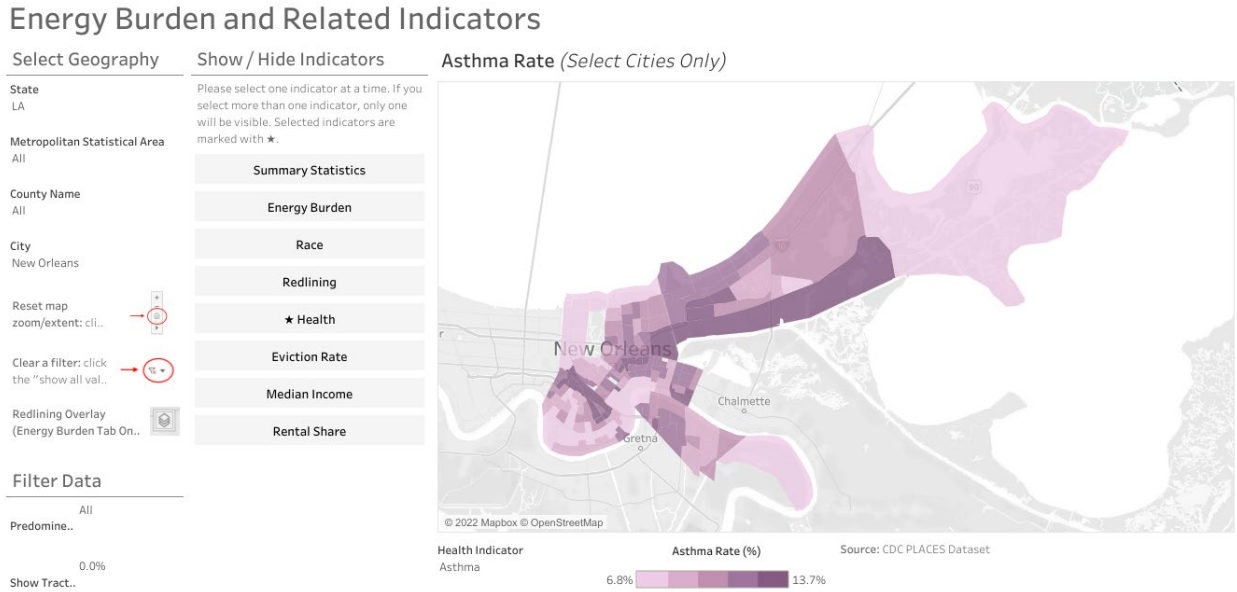 Energy Burden and Related Indicators
Select Geography
State
LA
Metropolitan Statistical Area
All
County Name
All
City
New Orleans
Reset map
zoom/extent: cli..
Clear a filter: click
the "show all val..
Redlining Overlay
(Energy Burden Tab On..
Filter Data
All
Predomine..
0.0%
Show Tract..
Show / Hide Indicators
Please select one indicator at a time. If you
select more than one indicator, only one
will be visible. Selected indicators are
marked with ★.
Summary Statistics
Energy Burden
Race
Redlining
★ Health
Eviction Rate
Median Income
Rental Share
Asthma Rate (Select Cities Only)
90
New Orleans
Chalmette
Gretna
© 2022 Mapbox © OpenStreetMap
Health Indicator
Asthma
Asthma Rate (%)
6.8%
13.7%
Source: CDC PLACES Dataset